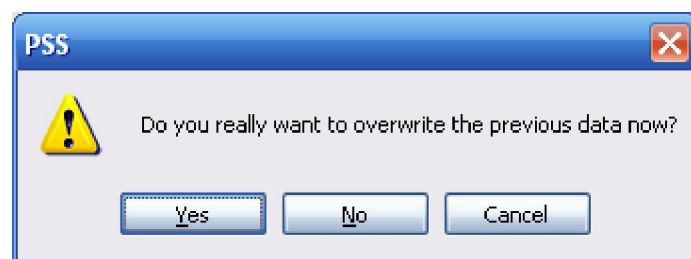 PSS
Do you really want to overwrite the previous data now?
Yes No Cancel